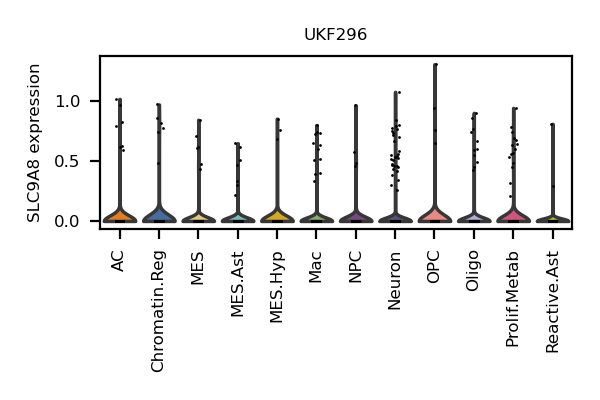 UKF296
SLC9A8 expression
1.0
0.5
0.0
AC
Chromatin.Reg
MES
MES.Ast
MES.Hyp
Mac
NPC
Neuron
OPC
Oligo
Prolif.Metab
Reactive.Ast